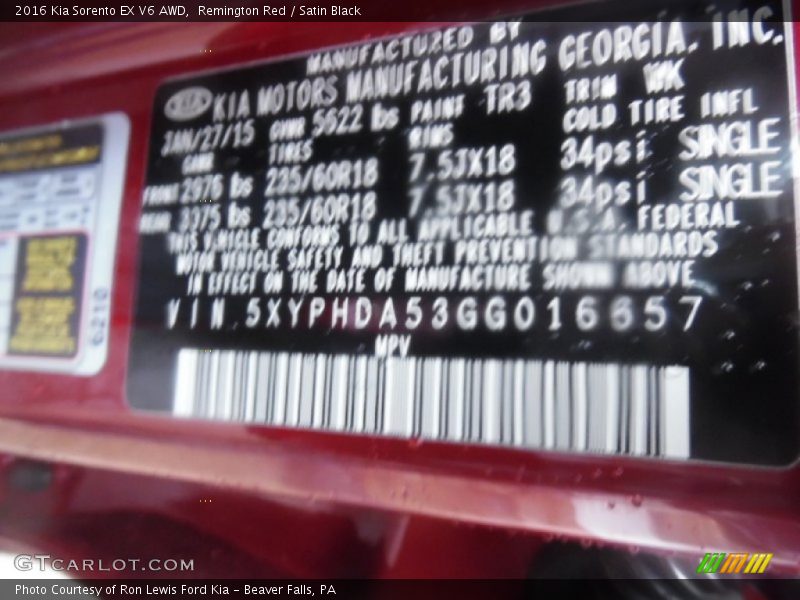 2016 Kia Sorento EX V6 AWD, Remington Red / Satin Black
MANUFACTURED BY
KIA KIA MOTORS MANUFACTURING GEORGIA, INC.
JAN/27/15 GVWR 5622 lbs PAINT TR3 TRIM WK
GAWR TIRES RIMS COLD TIRE INFL
FRONT 2976 lbs 235/60R18 7.5JX18 34psi SINGLE
REAR 3375 lbs 235/60R18 7.5JX18 34psi SINGLE
THIS VEHICLE CONFORMS TO ALL APPLICABLE U.S.A. FEDERAL
MOTOR VEHICLE SAFETY AND THEFT PREVENTION STANDARDS
IN EFFECT ON THE DATE OF MANUFACTURE SHOWN ABOVE
VIN 5XYPHDA53GG016657
MPV
6210
GTCARLOT.COM
Photo Courtesy of Ron Lewis Ford Kia – Beaver Falls, PA